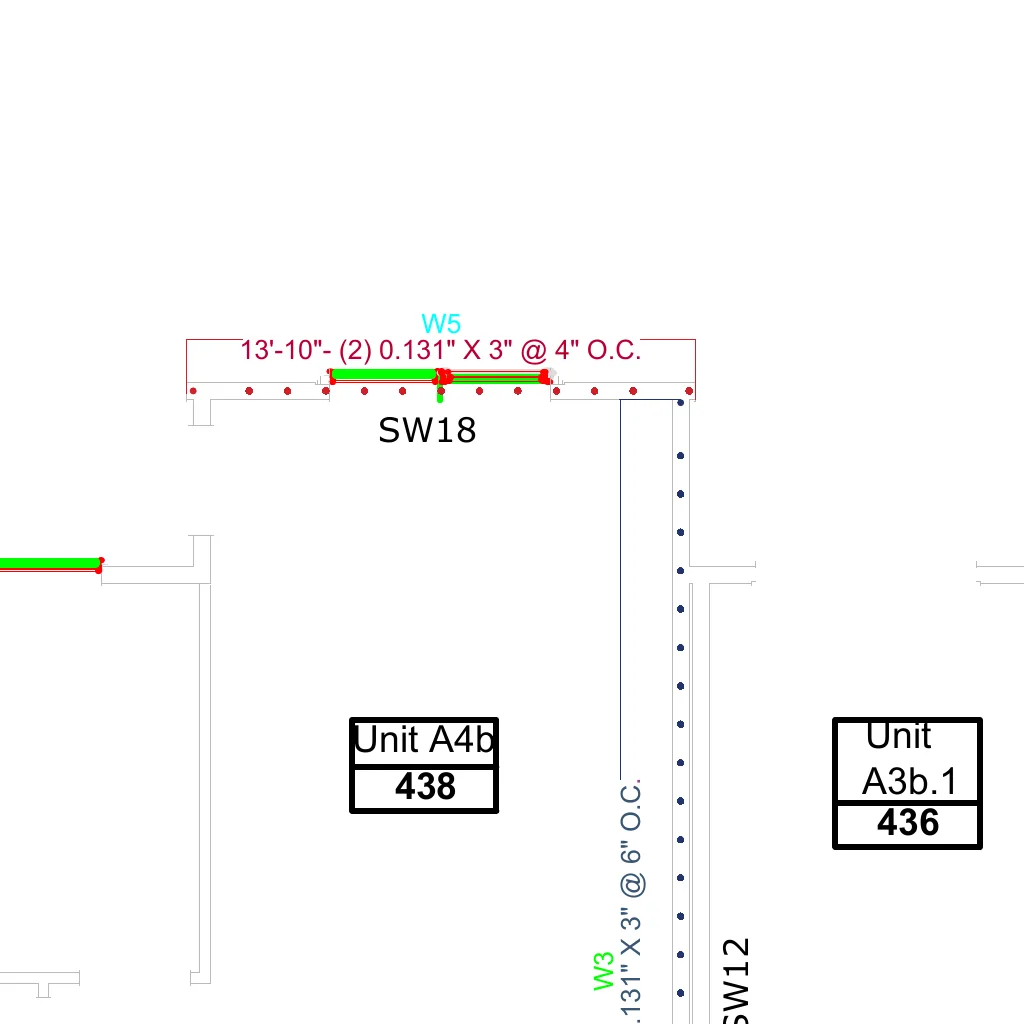 W5
13'-10"- (2) 0.131" X 3" @ 4" O.C.
SW18
Unit A4b
438
Unit
A3b.1
436
W3
.131" X 3" @ 6" O.C.
SW12